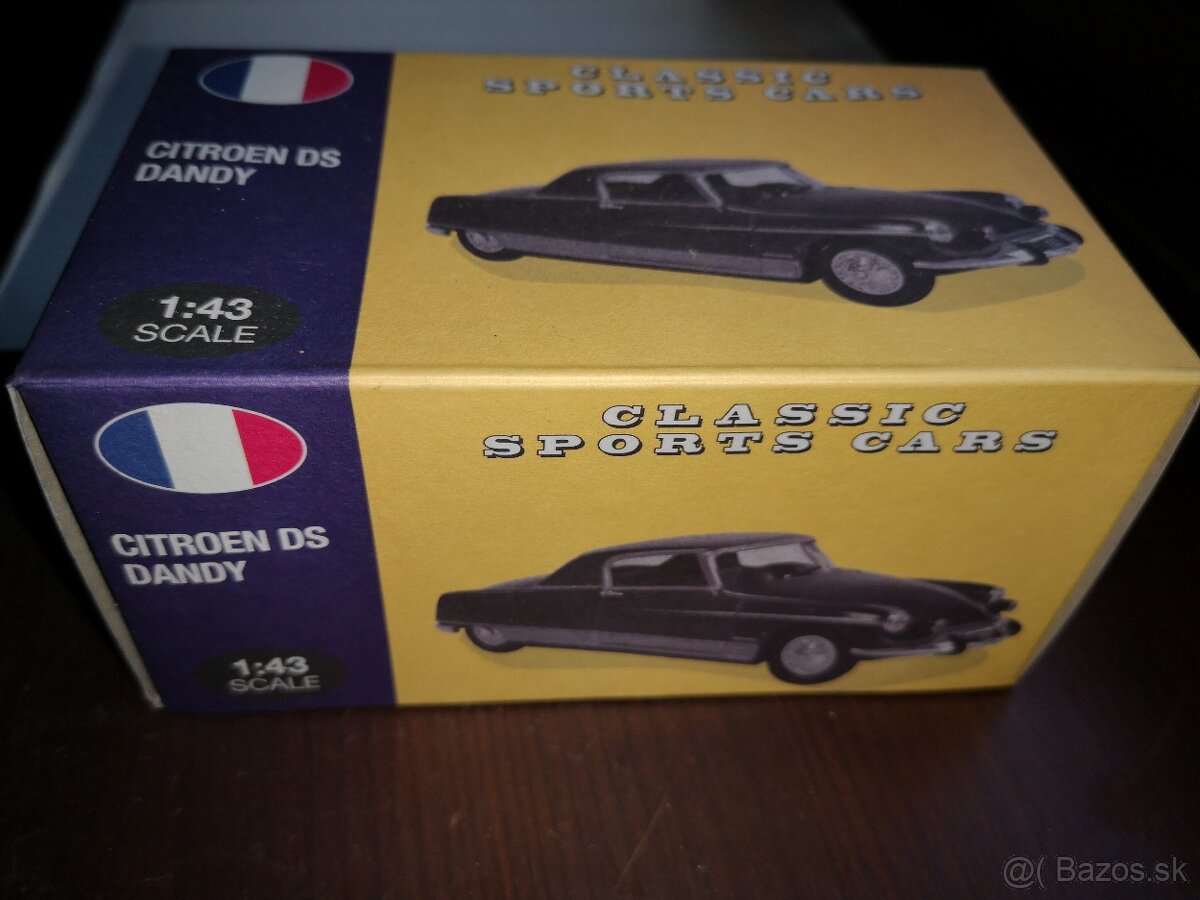 CLASSIC
SPORTS CARS
CITROEN DS
DANDY
1:43
SCALE
CLASSIC
SPORTS CARS
CITROEN DS
DANDY
1:43
SCALE
@( Bazos.sk